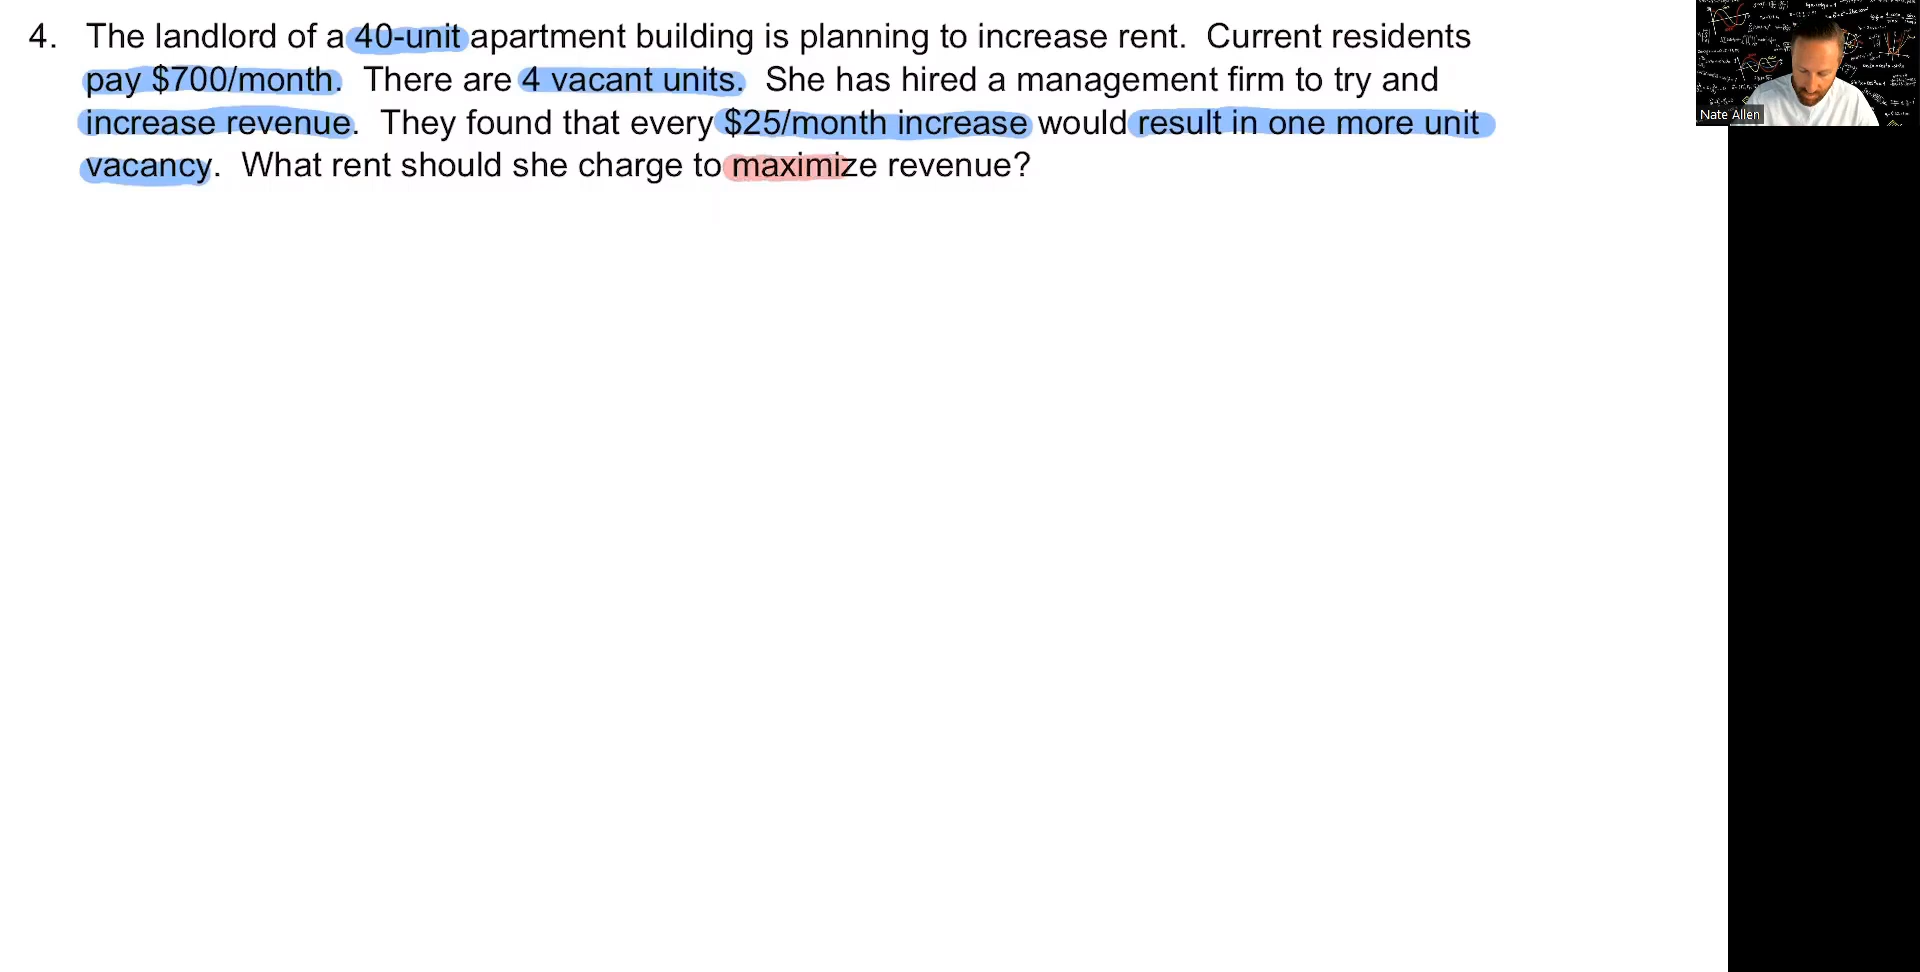 4. The landlord of a 40-unit apartment building is planning to increase rent. Current residents
pay $700/month. There are 4 vacant units. She has hired a management firm to try and
increase revenue. They found that every $25/month increase would result in one more unit
vacancy. What rent should she charge to maximize revenue?
Nate Allen